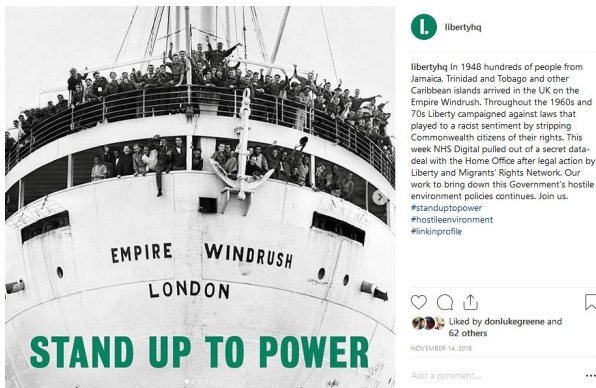 EMPIRE WINDRUSH
LONDON
STAND UP TO POWER
l.
libertyhq
libertyhq In 1948 hundreds of people from
Jamaica, Trinidad and Tobago and other
Caribbean islands arrived in the UK on the
Empire Windrush. Throughout the 1960s and
70s Liberty campaigned against laws that
played to a racist sentiment by stripping
Commonwealth citizens of their rights. This
week NHS Digital pulled out of a secret data-
deal with the Home Office after legal action by
Liberty and Migrants' Rights Network. Our
work to bring down this Government's hostile
environment policies continues. Join us.
#standuptopower
#hostileenvironment
#linkinprofile
Liked by donlukegreene and
62 others
NOVEMBER 14, 2018
Add a comment...